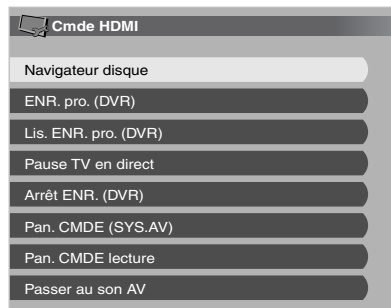 Cmde HDMI
Navigateur disque
ENR. pro. (DVR)
Lis. ENR. pro. (DVR)
Pause TV en direct
Arrêt ENR. (DVR)
Pan. CMDE (SYS.AV)
Pan. CMDE lecture
Passer au son AV